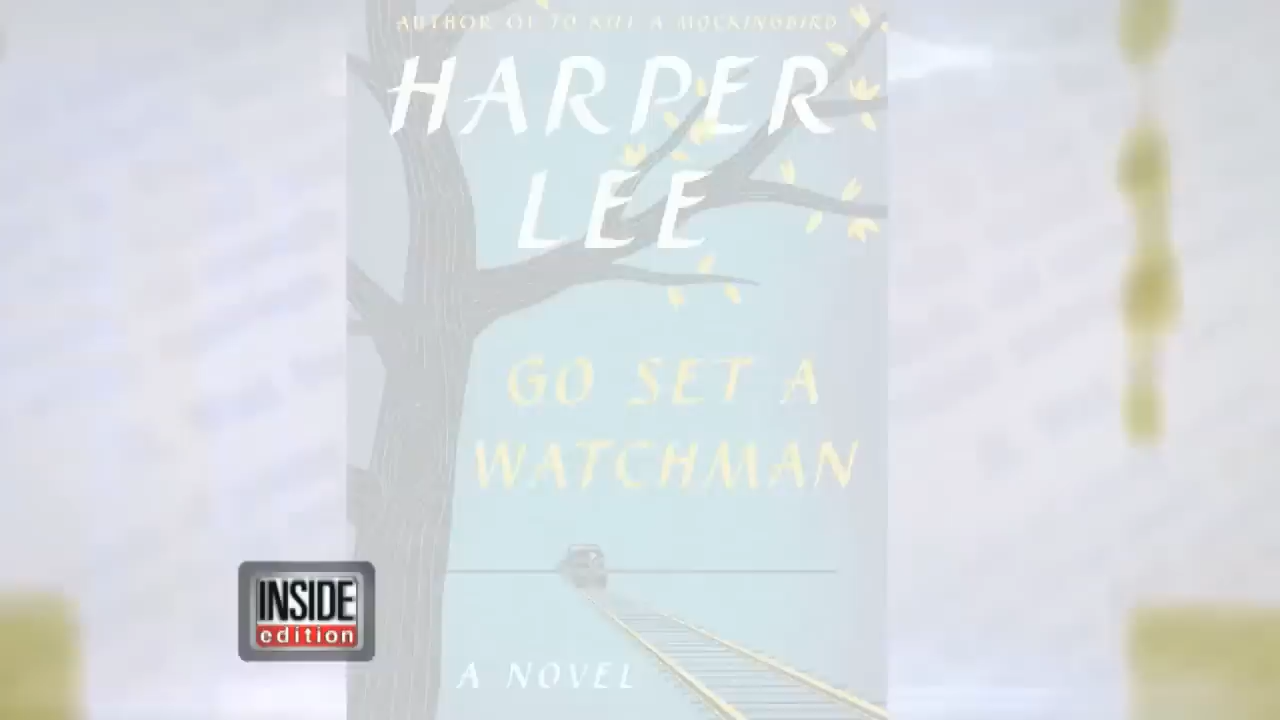 AUTHOR OF TO KILL A MOCKINGBIRD
HARPER
LEE
GO SET A
WATCHMAN
INSIDE
edition
A NOVEL